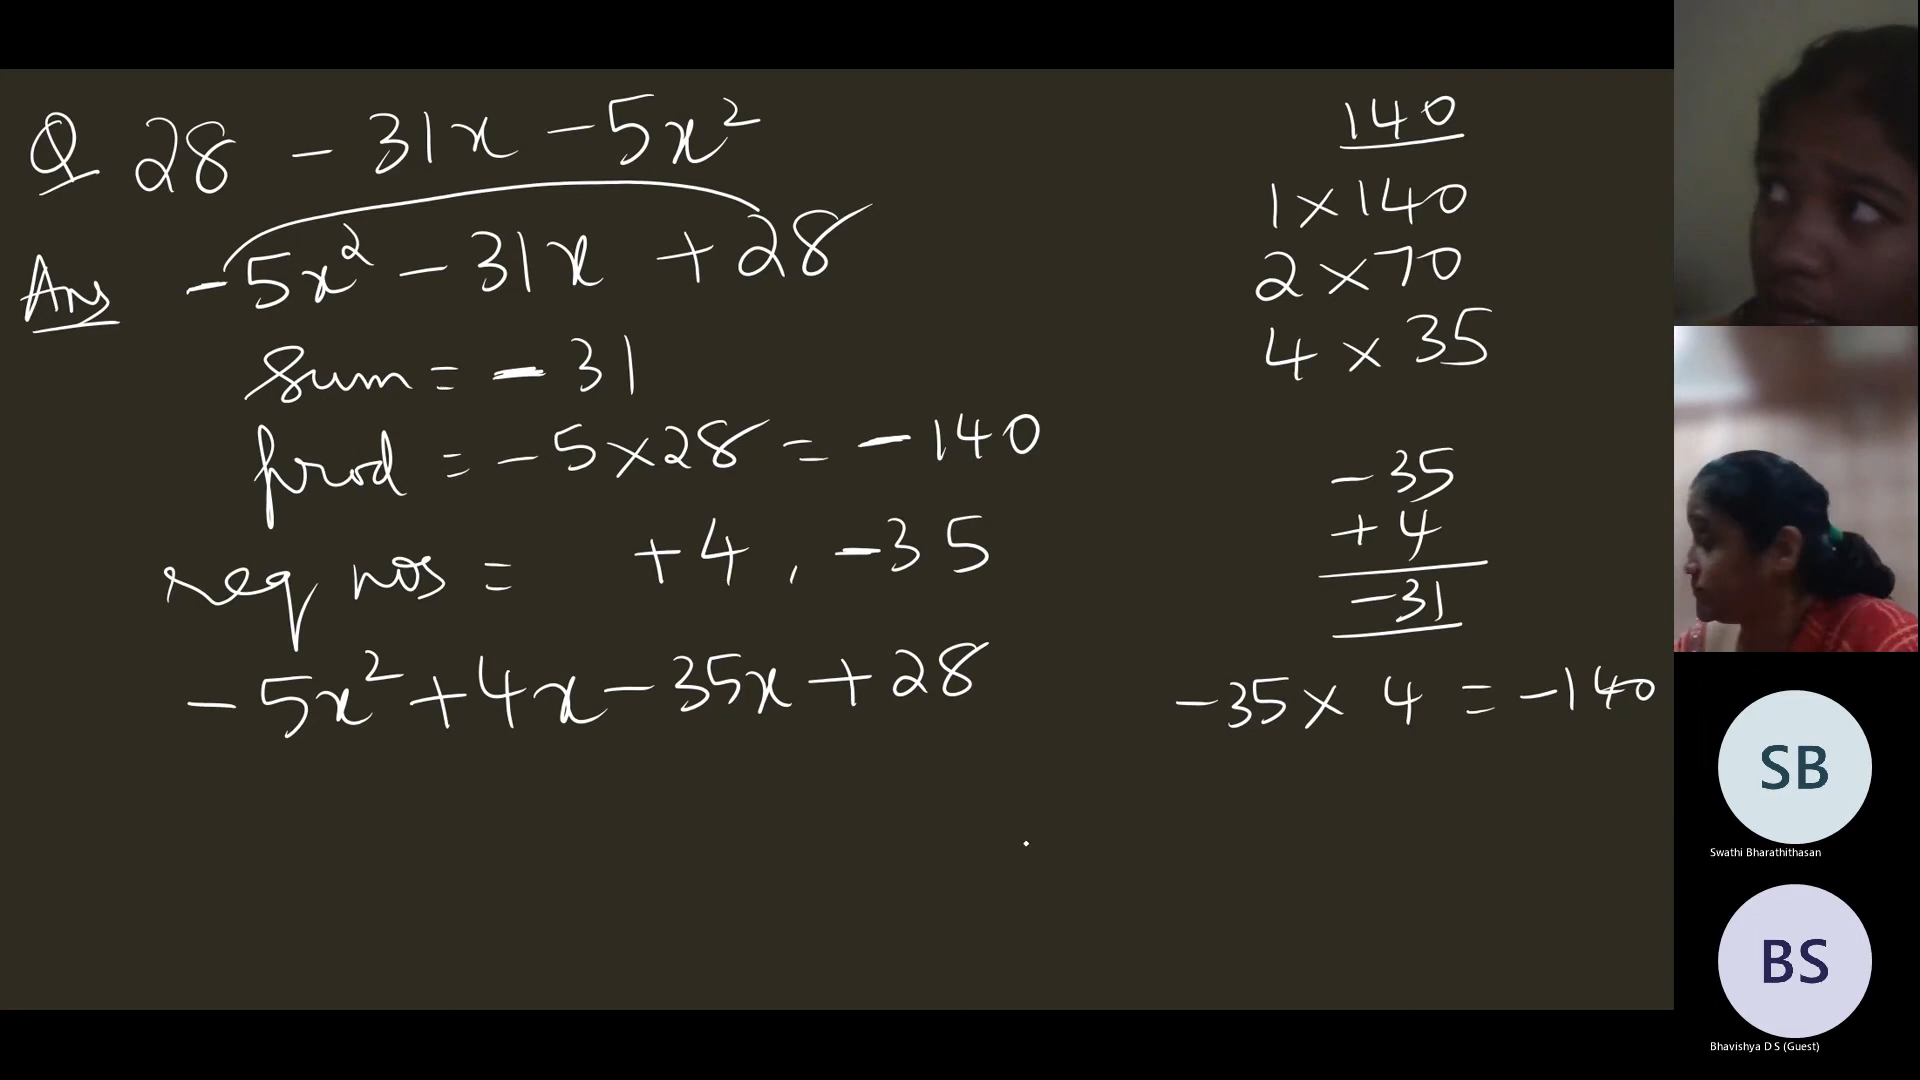 Q 28 - 31x - 5x²
Ans -5x² - 31x + 28
Sum = -31
prod = -5×28 = -140
req nos = +4, -35
-5x² + 4x - 35x + 28
140
1 × 140
2 × 70
4 × 35
-35
+4
-31
-35 × 4 = -140
SB
Swathi Bharathithasan
BS
Bhavishya D S (Guest)